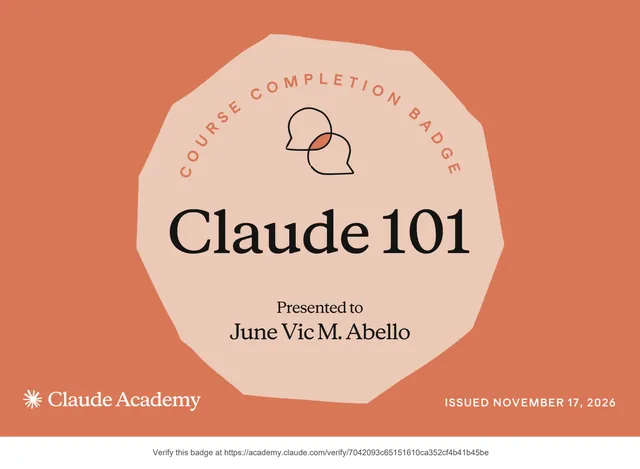 COURSE COMPLETION BADGE
Claude 101
Presented to
June Vic M. Abello
Claude Academy
ISSUED NOVEMBER 17, 2026
Verify this badge at https://academy.claude.com/verify/7042093c65151610ca352cf4b41b45be